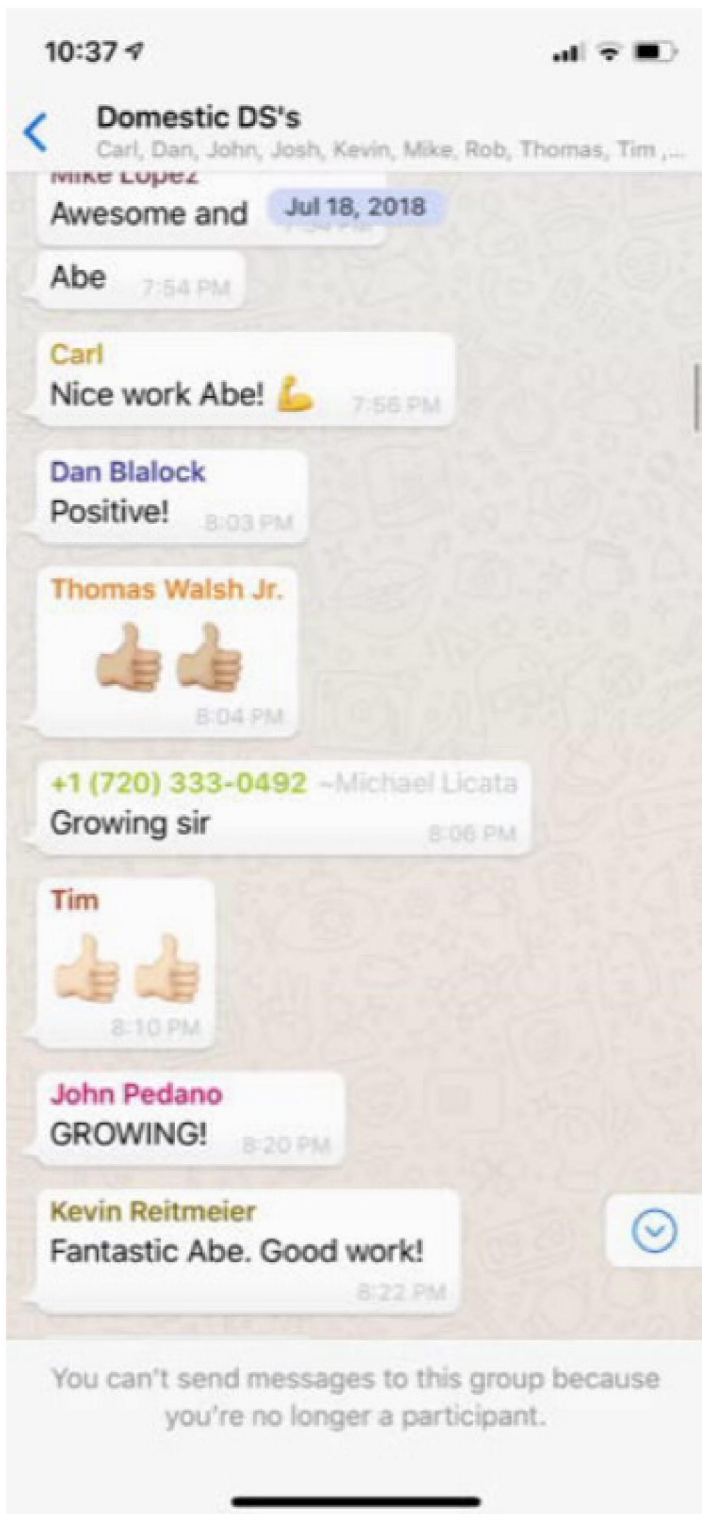 10:37
Domestic DS's
Carl, Dan, John, Josh, Kevin, Mike, Rob, Thomas, Tim ,...
Mike Lopez
Awesome and
Jul 18, 2018
7:54 PM
Abe
7:54 PM
Carl
Nice work Abe! 💪
7:56 PM
Dan Blalock
Positive!
8:03 PM
Thomas Walsh Jr.
👍🏼👍🏼
8:04 PM
+1 (720) 333-0492 ~Michael Licata
Growing sir
8:06 PM
Tim
👍🏻👍🏻
8:10 PM
John Pedano
GROWING!
8:20 PM
Kevin Reitmeier
Fantastic Abe. Good work!
8:22 PM
You can't send messages to this group because
you're no longer a participant.